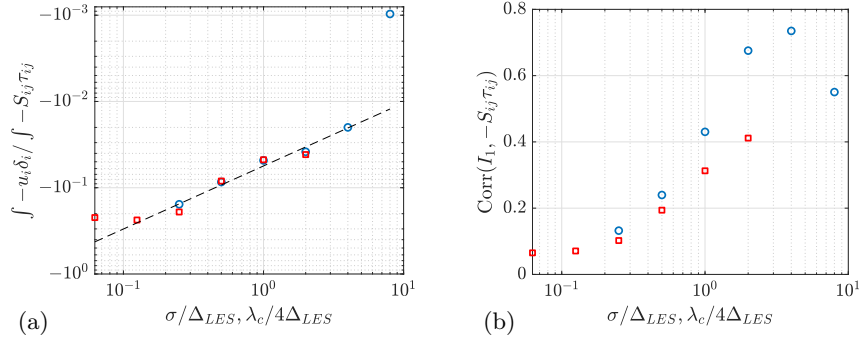 -10^{-3}
-10^{-2}
-10^{-1}
-10^{0}
∫ -u_i δ_i / ∫ -S_{ij} τ_{ij}
10^{-1} 10^{0} 10^{1}
σ/Δ_{LES}, λ_c/4Δ_{LES}
(a)
0.8
0.6
0.4
0.2
0
Corr(I_1, -S_{ij} τ_{ij})
10^{-1} 10^{0} 10^{1}
σ/Δ_{LES}, λ_c/4Δ_{LES}
(b)